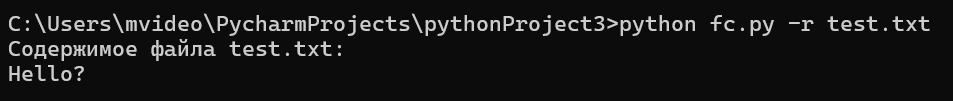 C:\Users\mvideo\PycharmProjects\pythonProject3>python fc.py -r test.txt
Содержимое файла test.txt:
Hello?